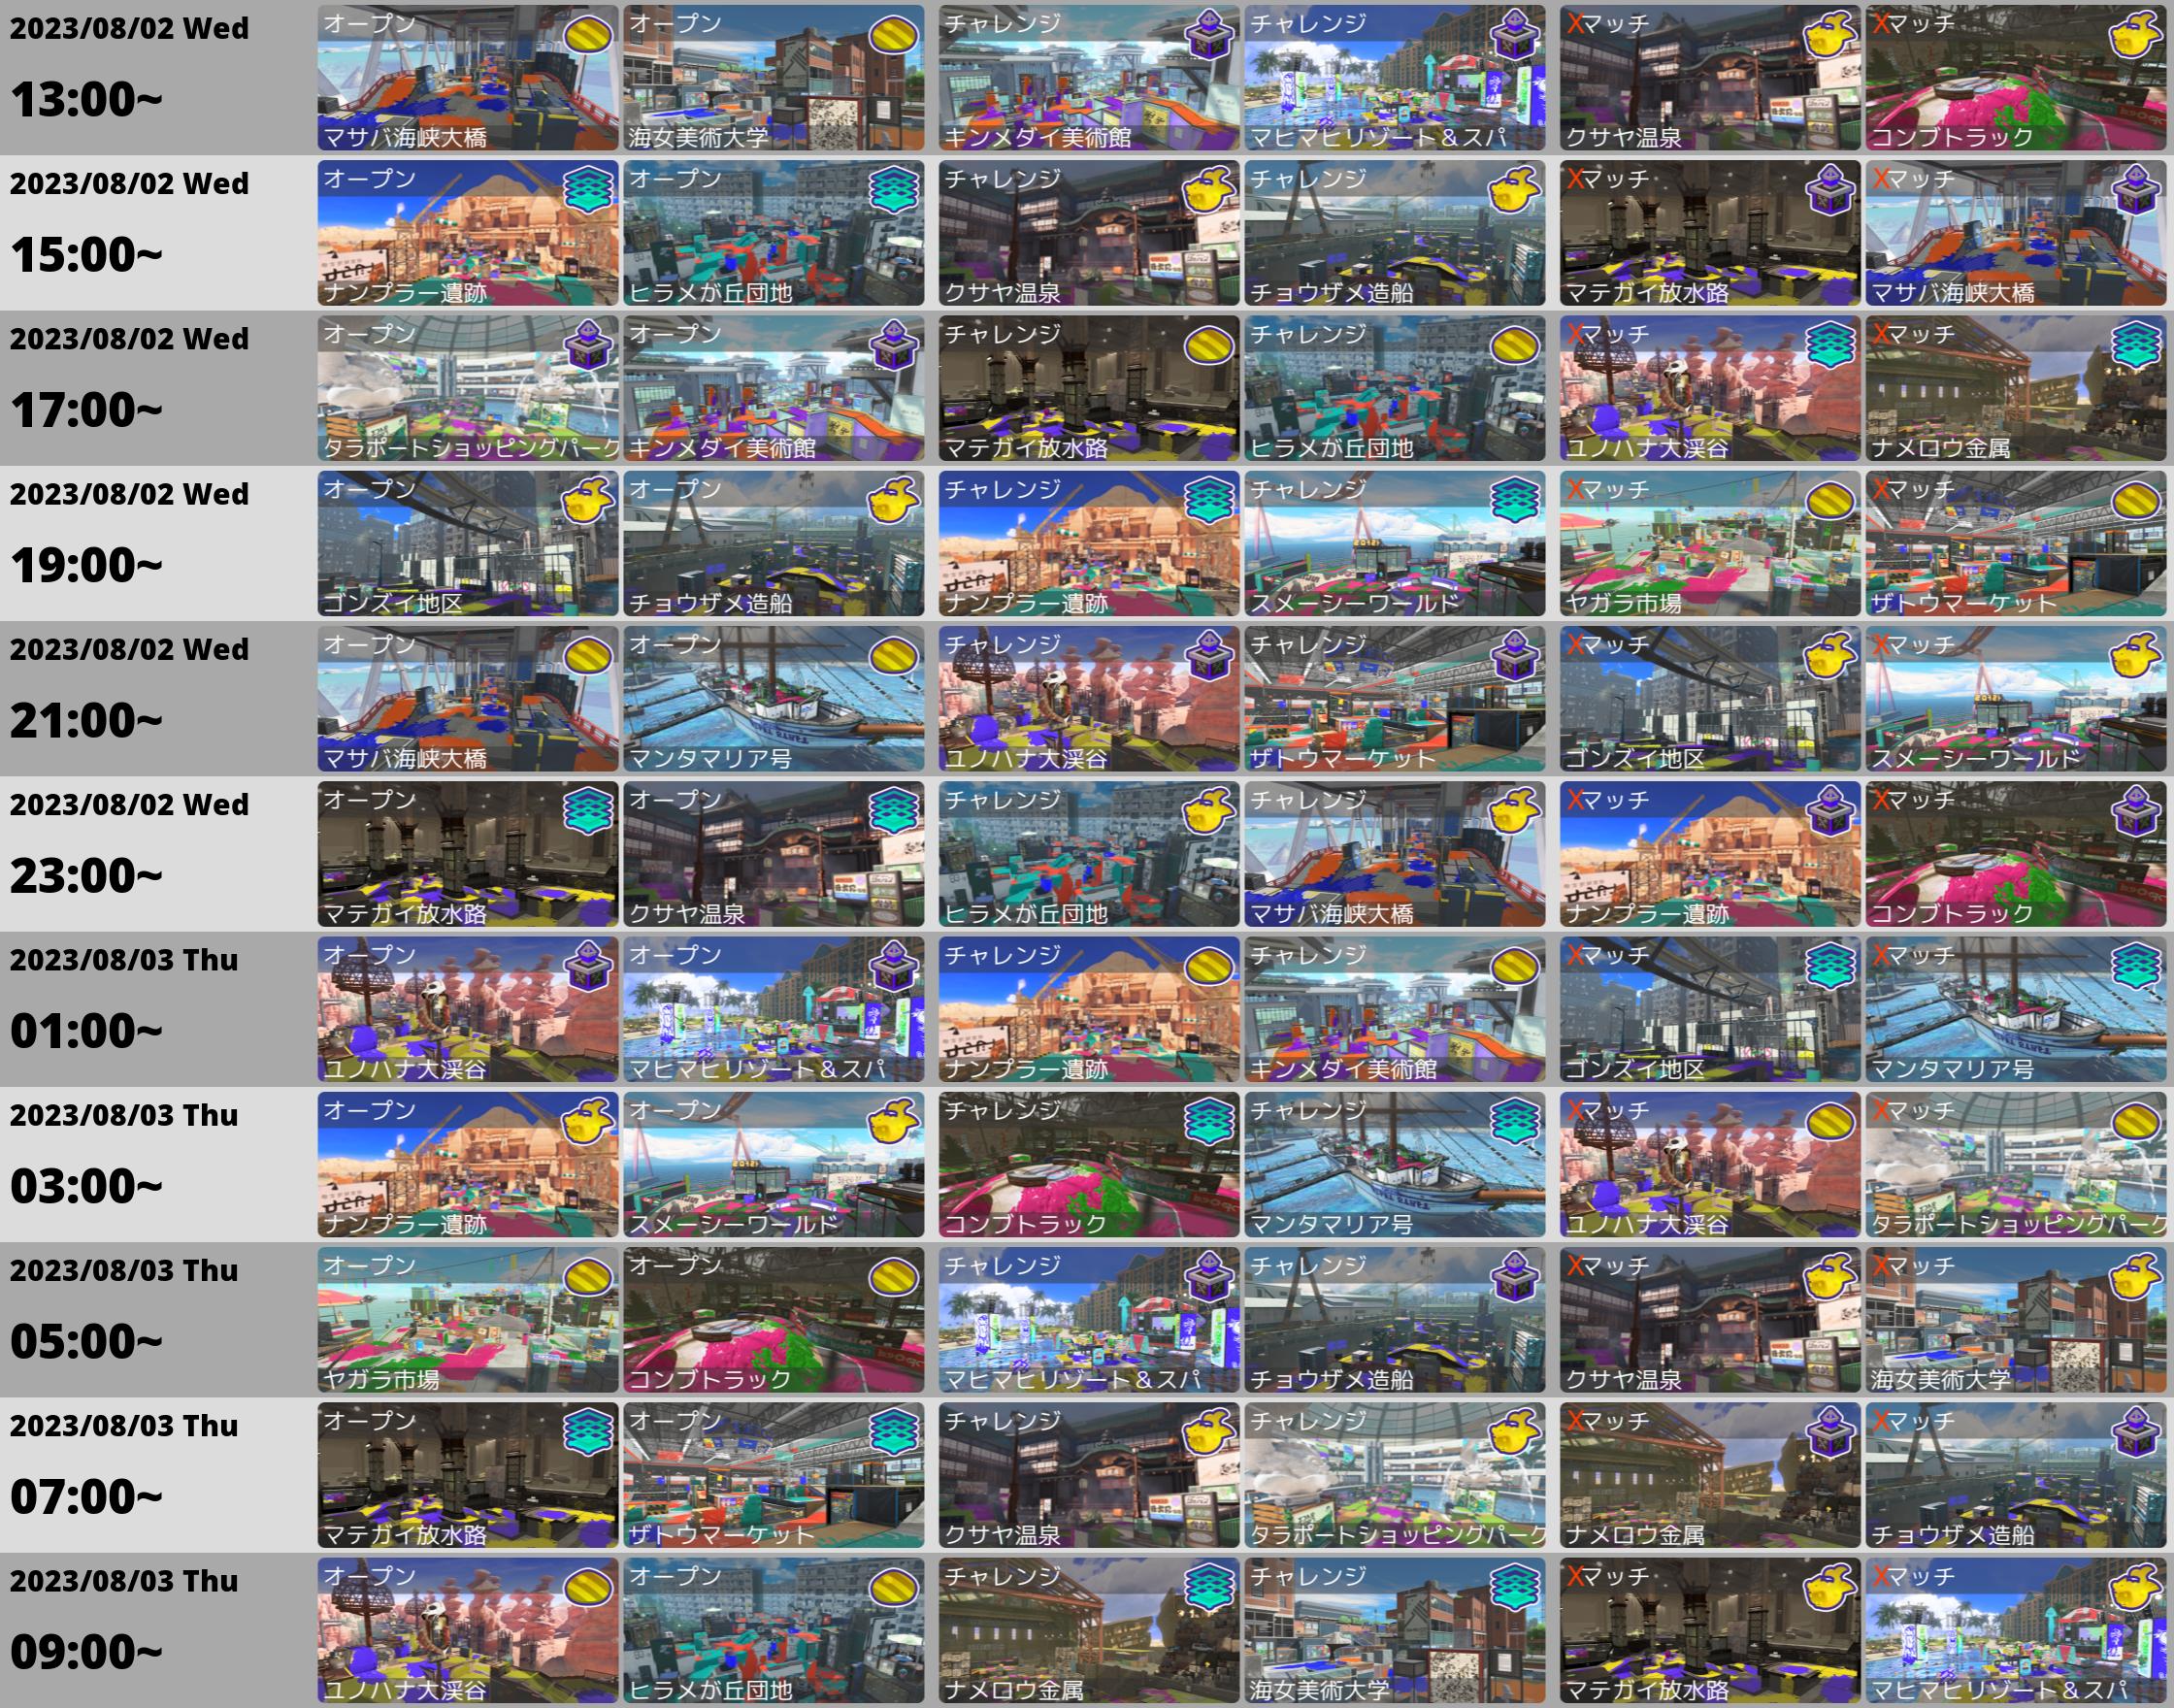 2023/08/02 Wed
13:00~
オープン オープン チャレンジ チャレンジ Xマッチ Xマッチ
マサバ海峡大橋 海女美術大学 キンメダイ美術館 マヒマヒリゾート＆スパ クサヤ温泉 コンブトラック
2023/08/02 Wed
15:00~
オープン オープン チャレンジ チャレンジ Xマッチ Xマッチ
ナンプラー遺跡 ヒラメが丘団地 クサヤ温泉 チョウザメ造船 マテガイ放水路 マサバ海峡大橋
2023/08/02 Wed
17:00~
オープン オープン チャレンジ チャレンジ Xマッチ Xマッチ
タラポートショッピングパーク キンメダイ美術館 マテガイ放水路 ヒラメが丘団地 ユノハナ大渓谷 ナメロウ金属
2023/08/02 Wed
19:00~
オープン オープン チャレンジ チャレンジ Xマッチ Xマッチ
ゴンズイ地区 チョウザメ造船 ナンプラー遺跡 スメーシーワールド ヤガラ市場 ザトウマーケット
2023/08/02 Wed
21:00~
オープン オープン チャレンジ チャレンジ Xマッチ Xマッチ
マサバ海峡大橋 マンタマリア号 ユノハナ大渓谷 ザトウマーケット ゴンズイ地区 スメーシーワールド
2023/08/02 Wed
23:00~
オープン オープン チャレンジ チャレンジ Xマッチ Xマッチ
マテガイ放水路 クサヤ温泉 ヒラメが丘団地 マサバ海峡大橋 ナンプラー遺跡 コンブトラック
2023/08/03 Thu
01:00~
オープン オープン チャレンジ チャレンジ Xマッチ Xマッチ
ユノハナ大渓谷 マヒマヒリゾート＆スパ ナンプラー遺跡 キンメダイ美術館 ゴンズイ地区 マンタマリア号
2023/08/03 Thu
03:00~
オープン オープン チャレンジ チャレンジ Xマッチ Xマッチ
ナンプラー遺跡 スメーシーワールド コンブトラック マンタマリア号 ユノハナ大渓谷 タラポートショッピングパーク
2023/08/03 Thu
05:00~
オープン オープン チャレンジ チャレンジ Xマッチ Xマッチ
ヤガラ市場 コンブトラック マヒマヒリゾート＆スパ チョウザメ造船 クサヤ温泉 海女美術大学
2023/08/03 Thu
07:00~
オープン オープン チャレンジ チャレンジ Xマッチ Xマッチ
マテガイ放水路 ザトウマーケット クサヤ温泉 タラポートショッピングパーク ナメロウ金属 チョウザメ造船
2023/08/03 Thu
09:00~
オープン オープン チャレンジ チャレンジ Xマッチ Xマッチ
ユノハナ大渓谷 ヒラメが丘団地 ナメロウ金属 海女美術大学 マテガイ放水路 マヒマヒリゾート＆スパ